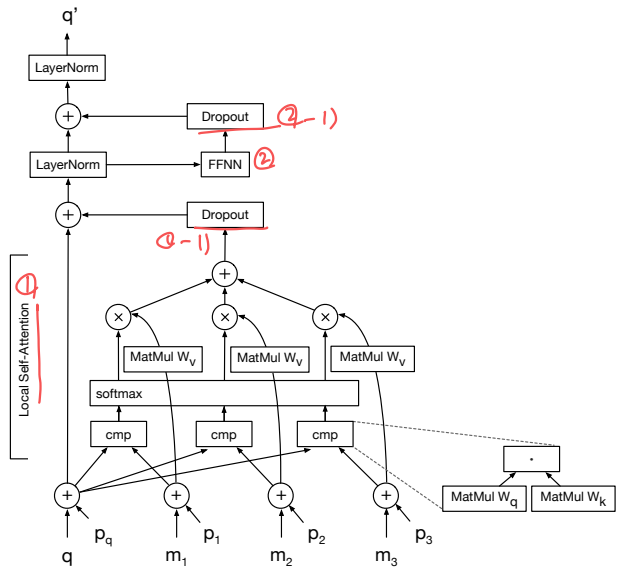 q'
LayerNorm
Dropout ②-1)
LayerNorm
FFNN ②
Dropout
①-1)
Local Self-Attention ①
MatMul Wv MatMul Wv MatMul Wv
softmax
cmp cmp cmp
·
MatMul Wq MatMul Wk
pq p1 p2 p3
q m1 m2 m3